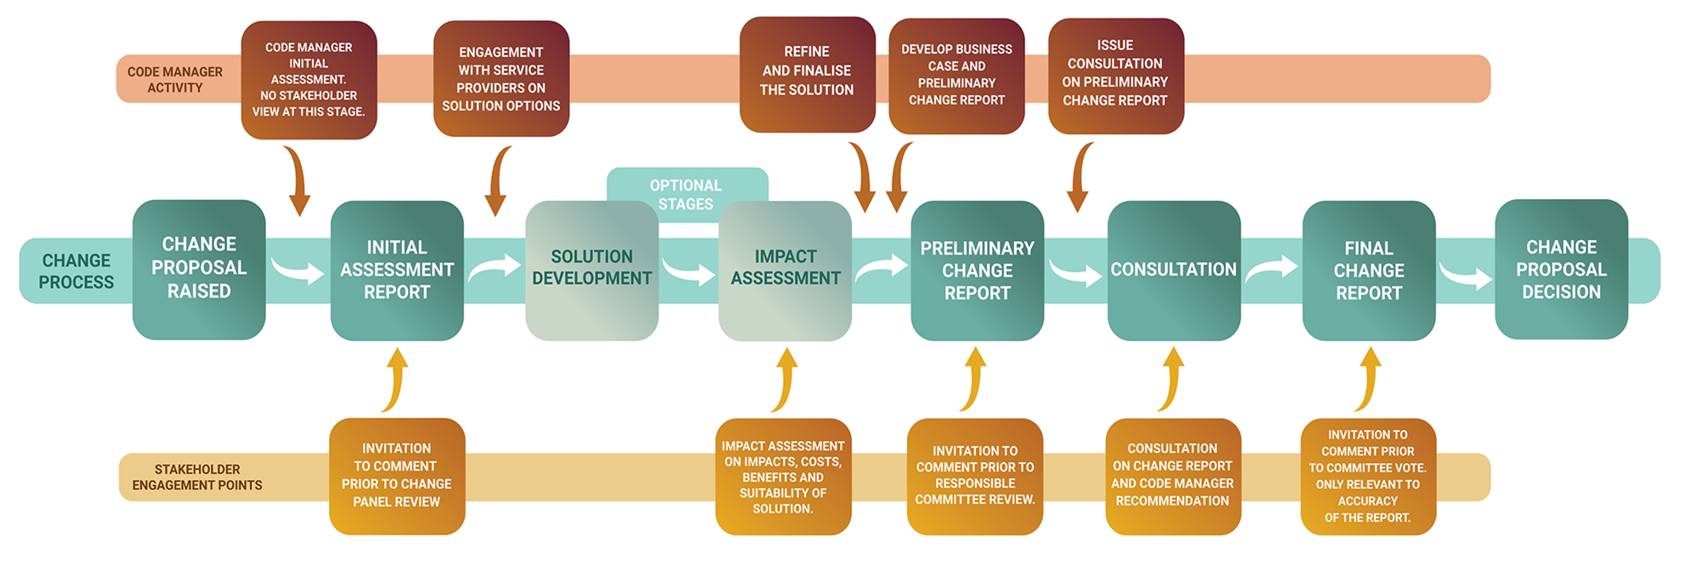 CODE MANAGER
ACTIVITY
CODE MANAGER
INITIAL
ASSESSMENT.
NO STAKEHOLDER
VIEW AT THIS STAGE.
ENGAGEMENT
WITH SERVICE
PROVIDERS ON
SOLUTION OPTIONS
REFINE
AND FINALISE
THE SOLUTION
DEVELOP BUSINESS
CASE AND
PRELIMINARY
CHANGE REPORT
ISSUE
CONSULTATION
ON PRELIMINARY
CHANGE REPORT
OPTIONAL
STAGES
CHANGE
PROCESS
CHANGE
PROPOSAL
RAISED
INITIAL
ASSESSMENT
REPORT
SOLUTION
DEVELOPMENT
IMPACT
ASSESSMENT
PRELIMINARY
CHANGE
REPORT
CONSULTATION
FINAL
CHANGE
REPORT
CHANGE
PROPOSAL
DECISION
STAKEHOLDER
ENGAGEMENT POINTS
INVITATION
TO COMMENT
PRIOR TO CHANGE
PANEL REVIEW
IMPACT ASSESSMENT
ON IMPACTS, COSTS,
BENEFITS AND
SUITABILITY OF
SOLUTION.
INVITATION TO
COMMENT PRIOR TO
RESPONSIBLE
COMMITTEE REVIEW.
CONSULTATION
ON CHANGE REPORT
AND CODE MANAGER
RECOMMENDATION
INVITATION TO
COMMENT PRIOR
TO COMMITTEE VOTE.
ONLY RELEVANT TO
ACCURACY
OF THE REPORT.